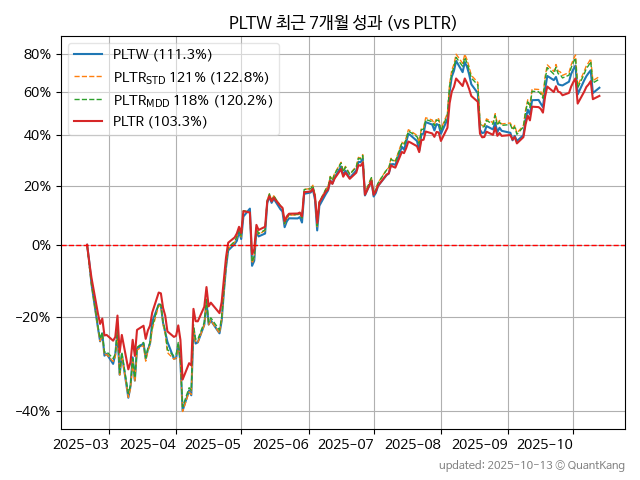 PLTW 최근 7개월 성과 (vs PLTR)
PLTW (111.3%)
PLTR_STD 121% (122.8%)
PLTR_MDD 118% (120.2%)
PLTR (103.3%)
80%
60%
40%
20%
0%
−20%
−40%
2025-03 2025-04 2025-05 2025-06 2025-07 2025-08 2025-09 2025-10
updated: 2025-10-13 © QuantKang